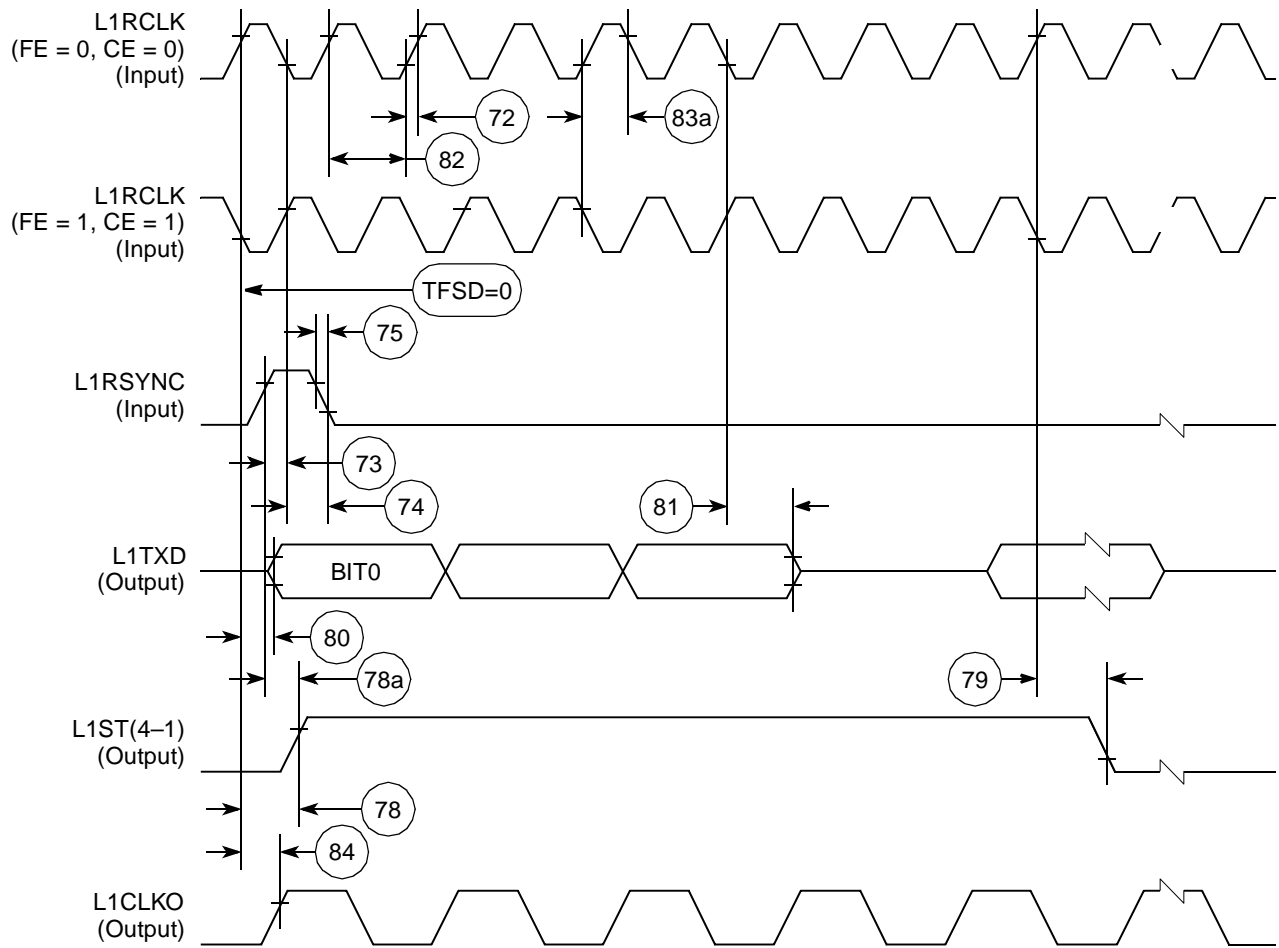 L1RCLK
(FE = 0, CE = 0)
(Input)
72
83a
82
L1RCLK
(FE = 1, CE = 1)
(Input)
TFSD=0
75
L1RSYNC
(Input)
73
74
81
L1TXD
(Output)
BIT0
80
78a
79
L1ST(4–1)
(Output)
78
84
L1CLKO
(Output)